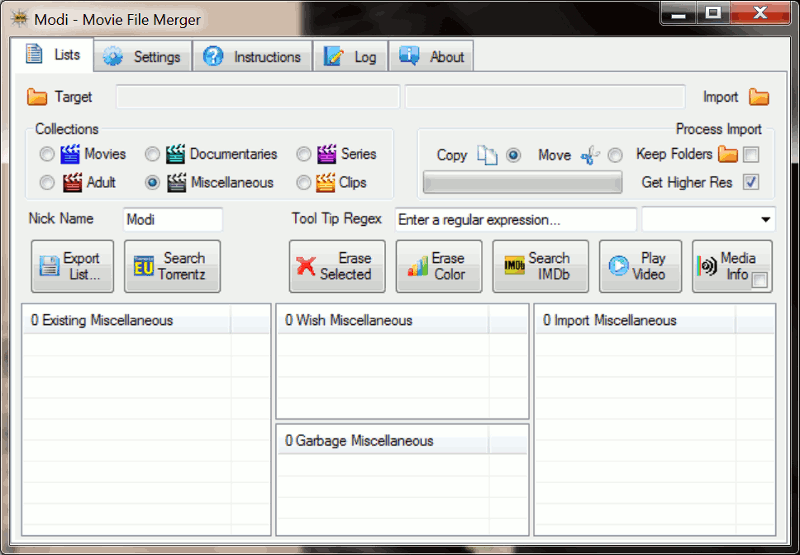 Modi - Movie File Merger
Lists Settings Instructions Log About
Target Import
Collections Process Import
Movies Documentaries Series Copy Move Keep Folders
Adult Miscellaneous Clips Get Higher Res
Nick Name Modi Tool Tip Regex Enter a regular expression...
Export Search Erase Erase Search Play Media
List... EU Torrentz Selected Color IMDb IMDb Video Info
0 Existing Miscellaneous 0 Wish Miscellaneous 0 Import Miscellaneous
0 Garbage Miscellaneous